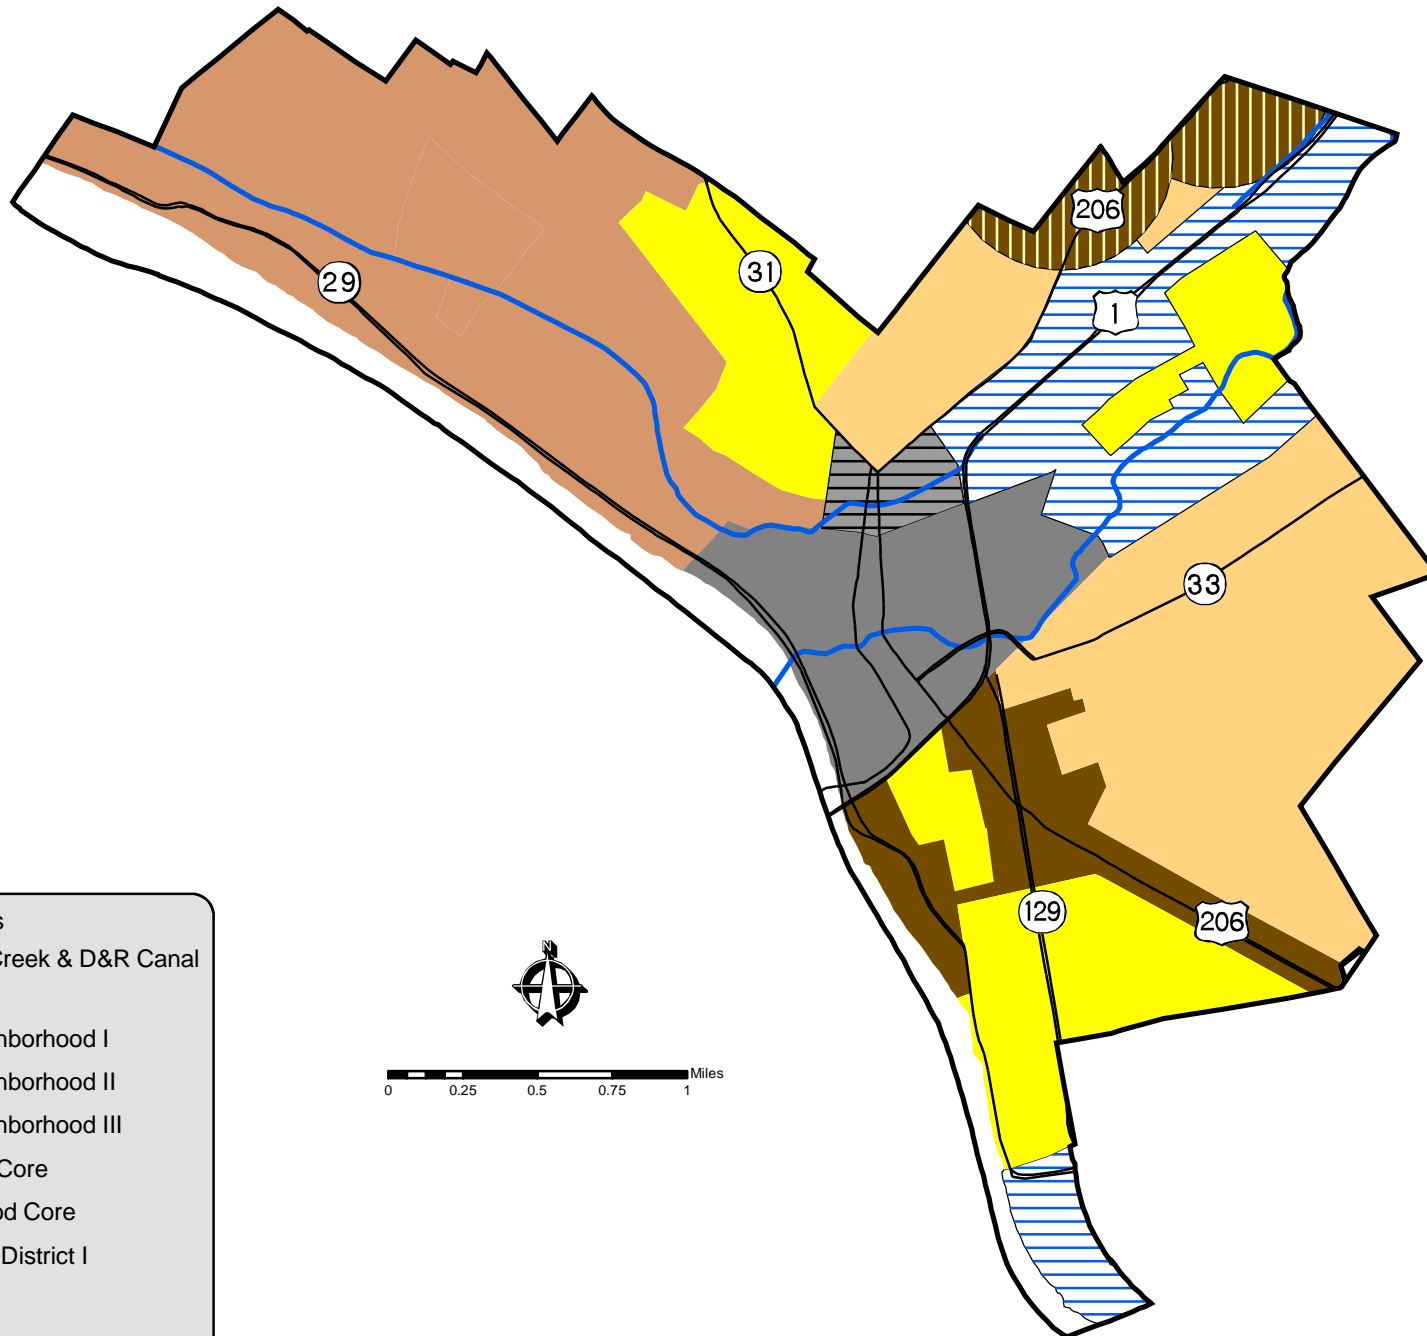 206
31
29
1
33
129
206
s
Creek & D&R Canal
N
nborhood I
Miles
nborhood II
0 0.25 0.5 0.75 1
nborhood III
Core
od Core
District I